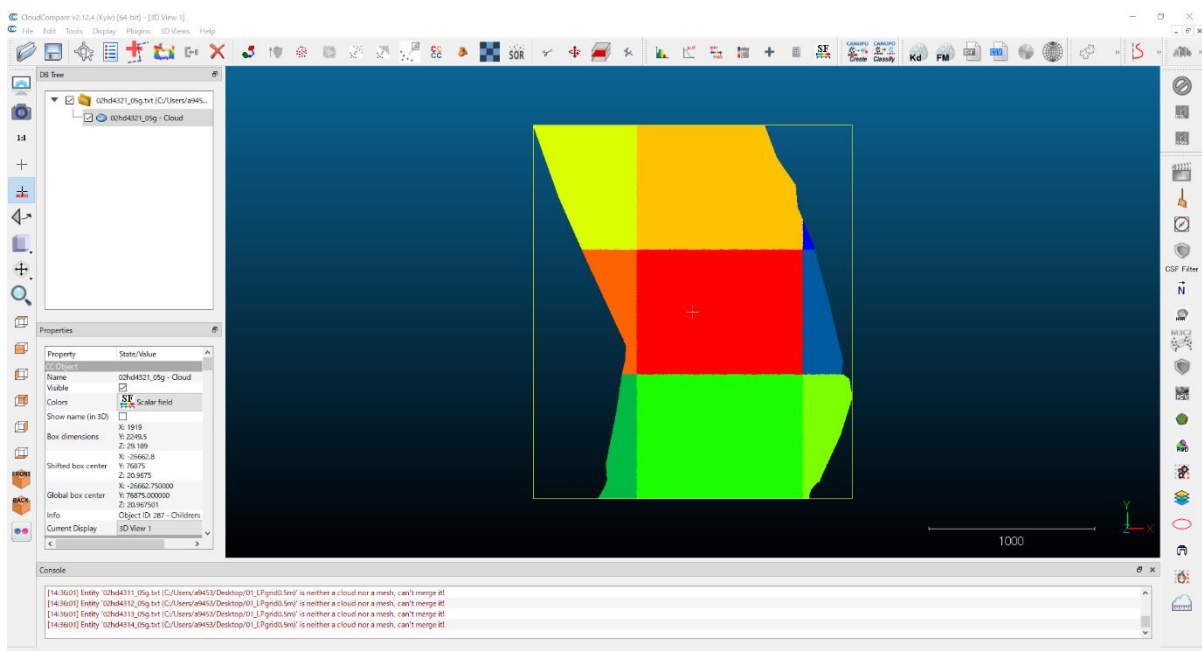 CloudCompare v2.12.4 (Kyiv) [64-bit] - [3D View 1]
File Edit Tools Display Plugins 3D Views Help
SOR
SF
CANUPO Create
CANUPO Classify
Kd
FM
DB Tree
02hd4321_05g.txt (C:/Users/a945...
02hd4321_05g - Cloud
1:1
Properties
Property State/Value
CC Object
Name 02hd4321_05g - Cloud
Visible
Colors SF Scalar field
Show name (in 3D)
X: 1919
Box dimensions Y: 2249.5
Z: 29.189
X: -26662.8
Shifted box center Y: 76875
Z: 20.9675
X: -26662.750000
Global box center Y: 76875.000000
Z: 20.967501
Info Object ID: 287 - Children:
Current Display 3D View 1
FRONT
BACK
CSF Filter
N
M3C2
Y
Z X
1000
Console
[14:36:01] Entity '02hd4311_05g.txt (C:/Users/a9453/Desktop/01_LPgrid0.5m)' is neither a cloud nor a mesh, can't merge it!
[14:36:01] Entity '02hd4312_05g.txt (C:/Users/a9453/Desktop/01_LPgrid0.5m)' is neither a cloud nor a mesh, can't merge it!
[14:36:01] Entity '02hd4313_05g.txt (C:/Users/a9453/Desktop/01_LPgrid0.5m)' is neither a cloud nor a mesh, can't merge it!
[14:36:01] Entity '02hd4314_05g.txt (C:/Users/a9453/Desktop/01_LPgrid0.5m)' is neither a cloud nor a mesh, can't merge it!